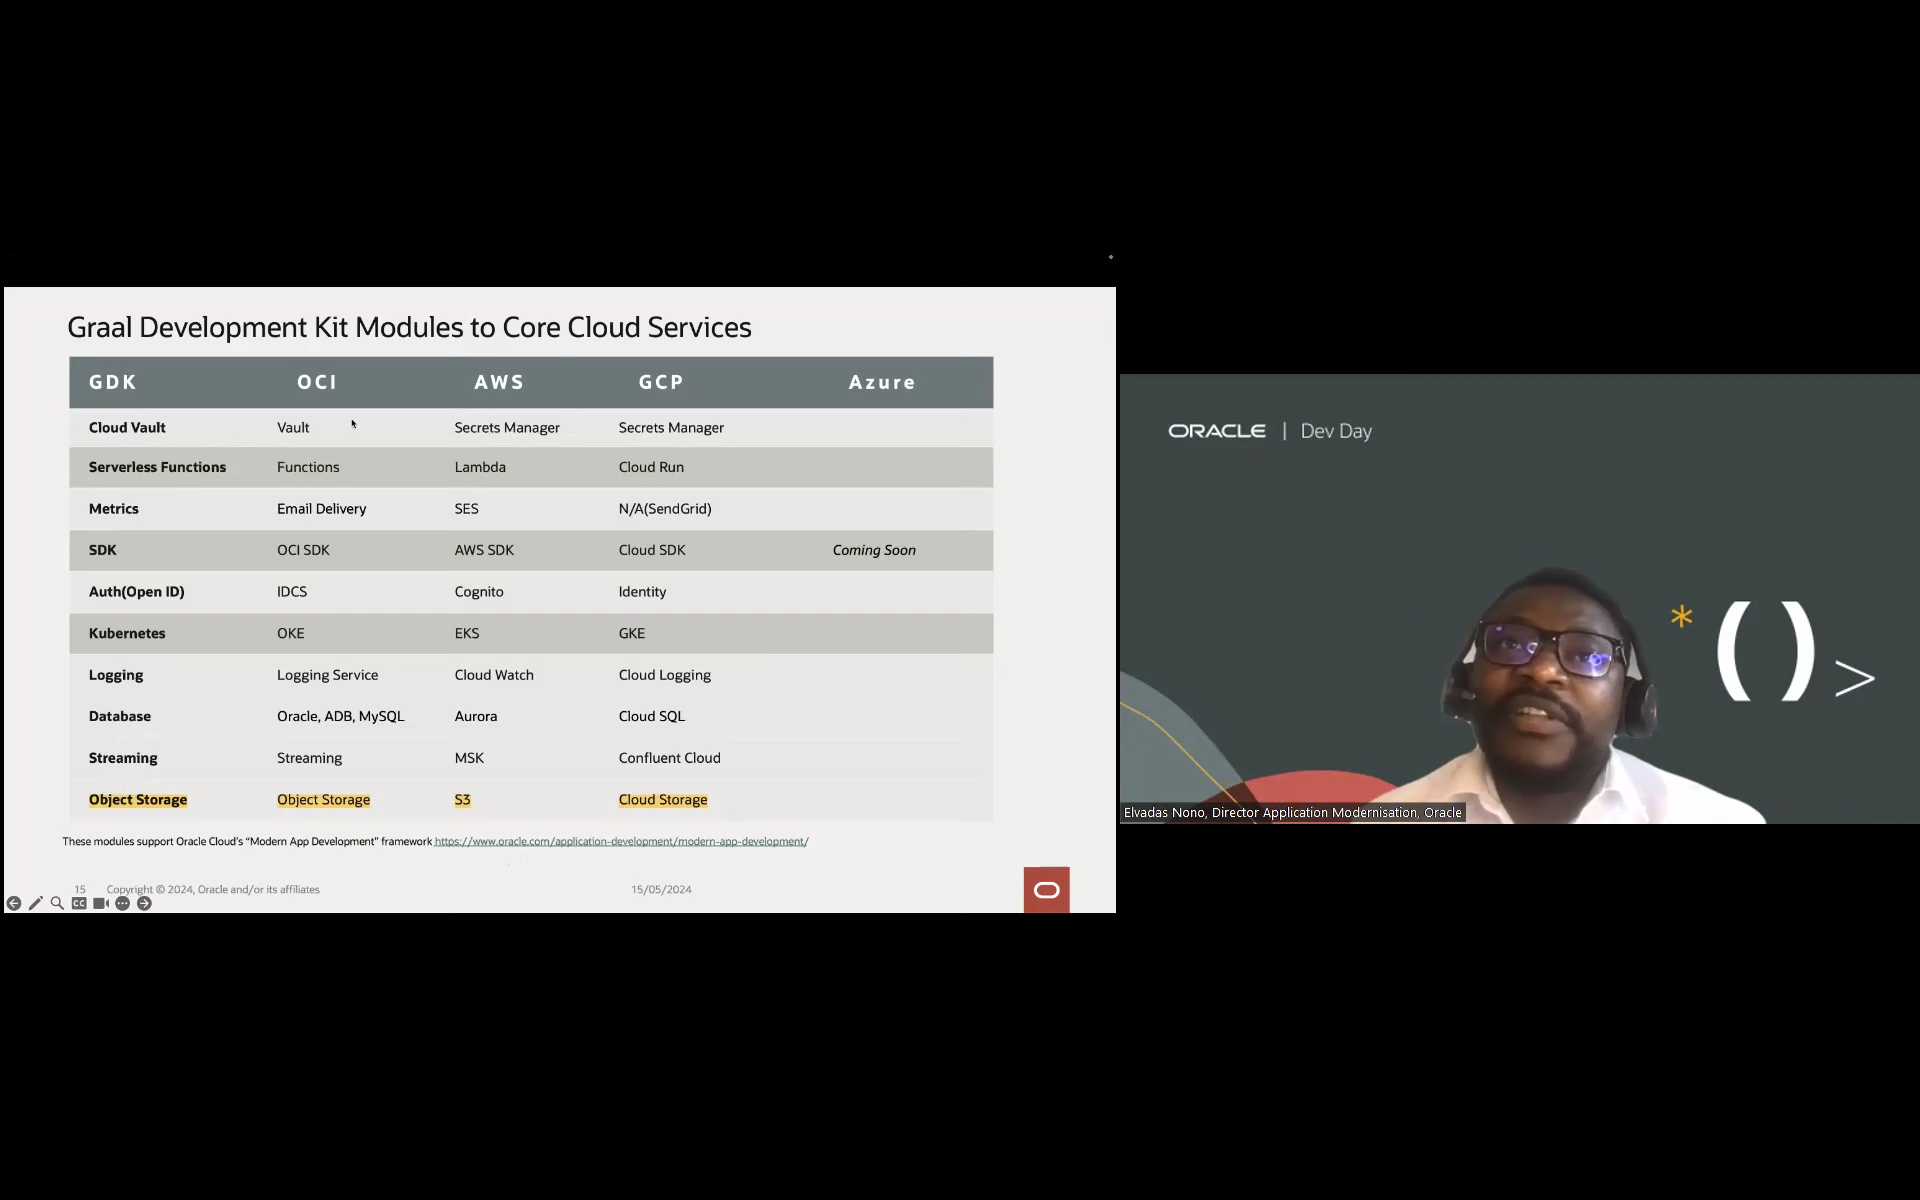 Graal Development Kit Modules to Core Cloud Services
GDK OCI AWS GCP Azure
Cloud Vault Vault Secrets Manager Secrets Manager
Serverless Functions Functions Lambda Cloud Run
Metrics Email Delivery SES N/A(SendGrid)
SDK OCI SDK AWS SDK Cloud SDK Coming Soon
Auth(Open ID) IDCS Cognito Identity
Kubernetes OKE EKS GKE
Logging Logging Service Cloud Watch Cloud Logging
Database Oracle, ADB, MySQL Aurora Cloud SQL
Streaming Streaming MSK Confluent Cloud
Object Storage Object Storage S3 Cloud Storage
These modules support Oracle Cloud's "Modern App Development" framework https://www.oracle.com/application-development/modern-app-development/
15 Copyright © 2024, Oracle and/or its affiliates 15/05/2024
CC
ORACLE | Dev Day
* ( ) >
Elvadas Nono, Director Application Modernisation, Oracle